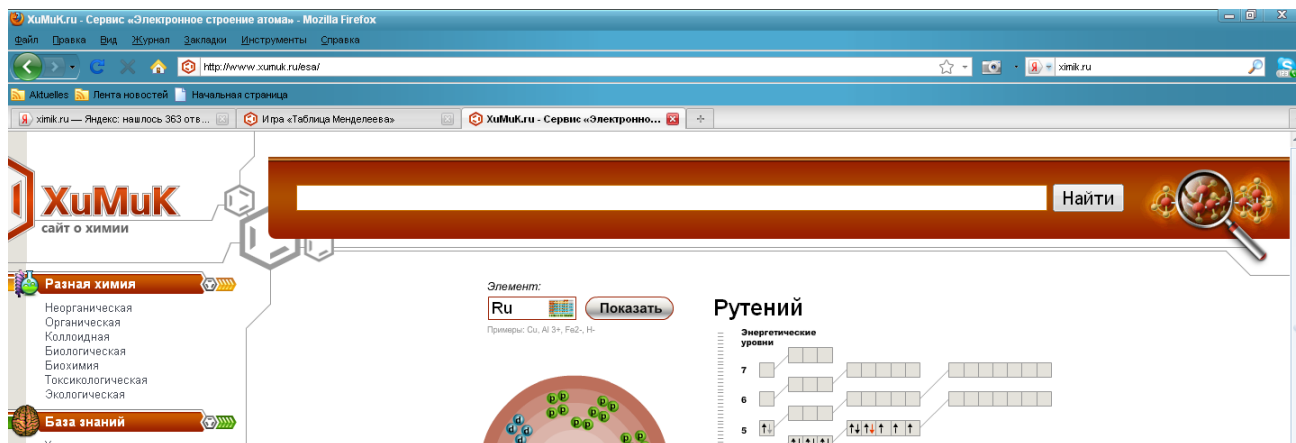 XuMuK.ru - Сервис «Электронное строение атома» - Mozilla Firefox
Файл Правка Вид Журнал Закладки Инструменты Справка
http://www.xumuk.ru/esa/ ximik.ru
Aktuelles Лента новостей Начальная страница
ximik.ru — Яндекс: нашлось 363 отв... Игра «Таблица Менделеева» XuMuK.ru - Сервис «Электронно...
XuMuK
сайт о химии
Найти
Разная химия
Неорганическая
Органическая
Коллоидная
Биологическая
Биохимия
Токсикологическая
Экологическая
База знаний
Элемент:
Ru Показать
Примеры: Cu, Al 3+, Fe2-, H-
Рутений
Энергетические
уровни
7
6
5
p p p p
p p p p
d d
d d
p p